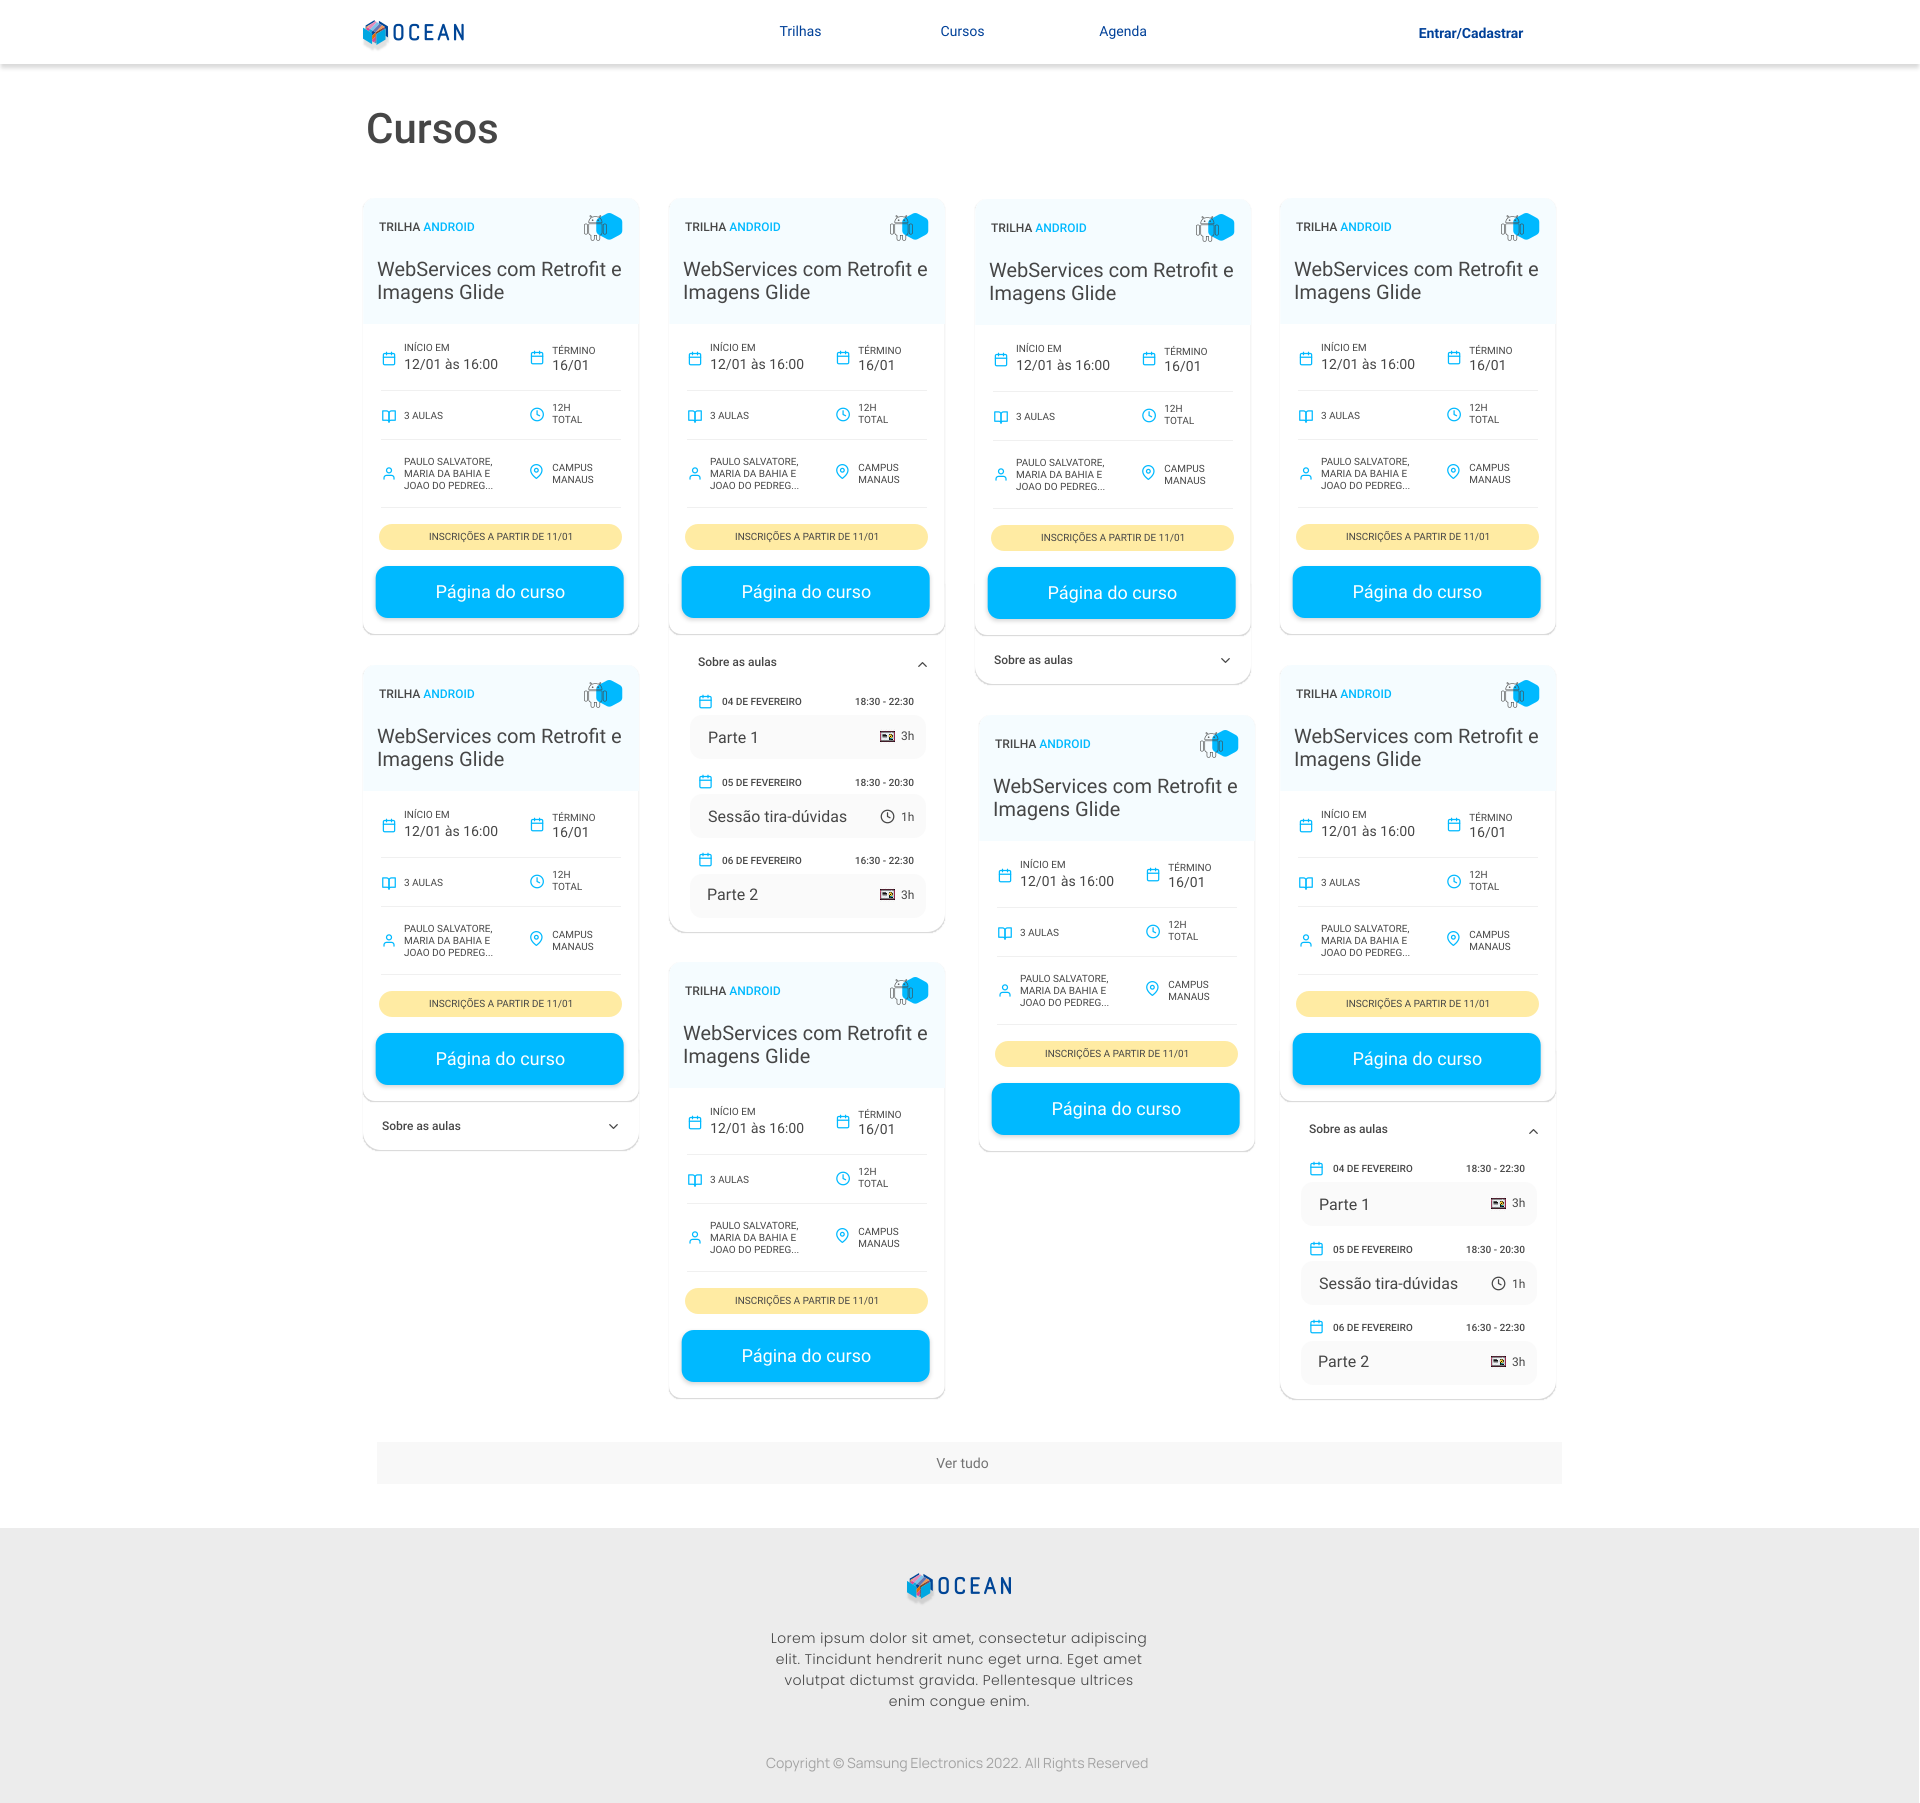 OCEAN
Trilhas
Cursos
Agenda
Entrar/Cadastrar
Cursos
TRILHA ANDROID
WebServices com Retrofit e
Imagens Glide
INÍCIO EM
12/01 às 16:00
TÉRMINO
16/01
3 AULAS
12H
TOTAL
PAULO SALVATORE,
MARIA DA BAHIA E
JOAO DO PEDREG...
CAMPUS
MANAUS
INSCRIÇÕES A PARTIR DE 11/01
Página do curso
TRILHA ANDROID
WebServices com Retrofit e
Imagens Glide
INÍCIO EM
12/01 às 16:00
TÉRMINO
16/01
3 AULAS
12H
TOTAL
PAULO SALVATORE,
MARIA DA BAHIA E
JOAO DO PEDREG...
CAMPUS
MANAUS
INSCRIÇÕES A PARTIR DE 11/01
Página do curso
Sobre as aulas
04 DE FEVEREIRO
18:30 - 22:30
Parte 1
3h
05 DE FEVEREIRO
18:30 - 20:30
Sessão tira-dúvidas
1h
06 DE FEVEREIRO
16:30 - 22:30
Parte 2
3h
TRILHA ANDROID
WebServices com Retrofit e
Imagens Glide
INÍCIO EM
12/01 às 16:00
TÉRMINO
16/01
3 AULAS
12H
TOTAL
PAULO SALVATORE,
MARIA DA BAHIA E
JOAO DO PEDREG...
CAMPUS
MANAUS
INSCRIÇÕES A PARTIR DE 11/01
Página do curso
Sobre as aulas
TRILHA ANDROID
WebServices com Retrofit e
Imagens Glide
INÍCIO EM
12/01 às 16:00
TÉRMINO
16/01
3 AULAS
12H
TOTAL
PAULO SALVATORE,
MARIA DA BAHIA E
JOAO DO PEDREG...
CAMPUS
MANAUS
INSCRIÇÕES A PARTIR DE 11/01
Página do curso
TRILHA ANDROID
WebServices com Retrofit e
Imagens Glide
INÍCIO EM
12/01 às 16:00
TÉRMINO
16/01
3 AULAS
12H
TOTAL
PAULO SALVATORE,
MARIA DA BAHIA E
JOAO DO PEDREG...
CAMPUS
MANAUS
INSCRIÇÕES A PARTIR DE 11/01
Página do curso
Sobre as aulas
TRILHA ANDROID
WebServices com Retrofit e
Imagens Glide
INÍCIO EM
12/01 às 16:00
TÉRMINO
16/01
3 AULAS
12H
TOTAL
PAULO SALVATORE,
MARIA DA BAHIA E
JOAO DO PEDREG...
CAMPUS
MANAUS
INSCRIÇÕES A PARTIR DE 11/01
Página do curso
TRILHA ANDROID
WebServices com Retrofit e
Imagens Glide
INÍCIO EM
12/01 às 16:00
TÉRMINO
16/01
3 AULAS
12H
TOTAL
PAULO SALVATORE,
MARIA DA BAHIA E
JOAO DO PEDREG...
CAMPUS
MANAUS
INSCRIÇÕES A PARTIR DE 11/01
Página do curso
TRILHA ANDROID
WebServices com Retrofit e
Imagens Glide
INÍCIO EM
12/01 às 16:00
TÉRMINO
16/01
3 AULAS
12H
TOTAL
PAULO SALVATORE,
MARIA DA BAHIA E
JOAO DO PEDREG...
CAMPUS
MANAUS
INSCRIÇÕES A PARTIR DE 11/01
Página do curso
Sobre as aulas
04 DE FEVEREIRO
18:30 - 22:30
Parte 1
3h
05 DE FEVEREIRO
18:30 - 20:30
Sessão tira-dúvidas
1h
06 DE FEVEREIRO
16:30 - 22:30
Parte 2
3h
Ver tudo
OCEAN
Lorem ipsum dolor sit amet, consectetur adipiscing
elit. Tincidunt hendrerit nunc eget urna. Eget amet
volutpat dictumst gravida. Pellentesque ultrices
enim congue enim.
Copyright © Samsung Electronics 2022. All Rights Reserved